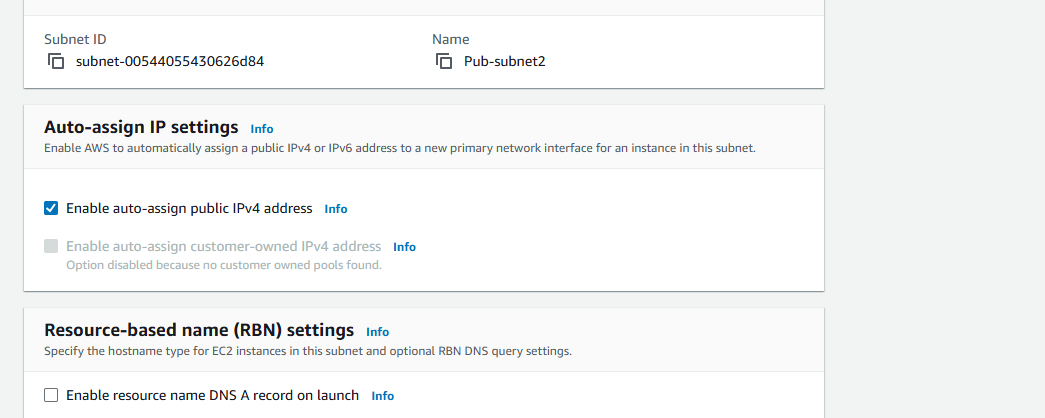 Subnet ID
subnet-00544055430626d84
Name
Pub-subnet2
Auto-assign IP settings Info
Enable AWS to automatically assign a public IPv4 or IPv6 address to a new primary network interface for an instance in this subnet.
Enable auto-assign public IPv4 address Info
Enable auto-assign customer-owned IPv4 address Info
Option disabled because no customer owned pools found.
Resource-based name (RBN) settings Info
Specify the hostname type for EC2 instances in this subnet and optional RBN DNS query settings.
Enable resource name DNS A record on launch Info